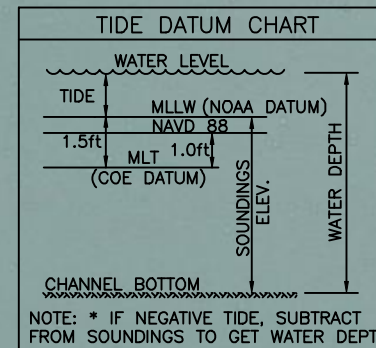 TIDE DATUM CHART
WATER LEVEL
TIDE
MLLW (NOAA DATUM)
NAVD 88
1.5ft
1.0ft
MLT
(COE DATUM)
SOUNDINGS
ELEV.
WATER DEPTH
CHANNEL BOTTOM
NOTE: * IF NEGATIVE TIDE, SUBTRACT
FROM SOUNDINGS TO GET WATER DEPT